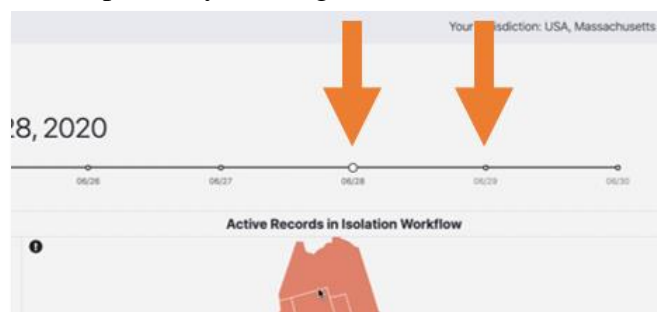 Your
isdiction: USA, Massachusetts
28, 2020
06/26 06/27 06/28 06/29 06/30
Active Records in Isolation Workflow